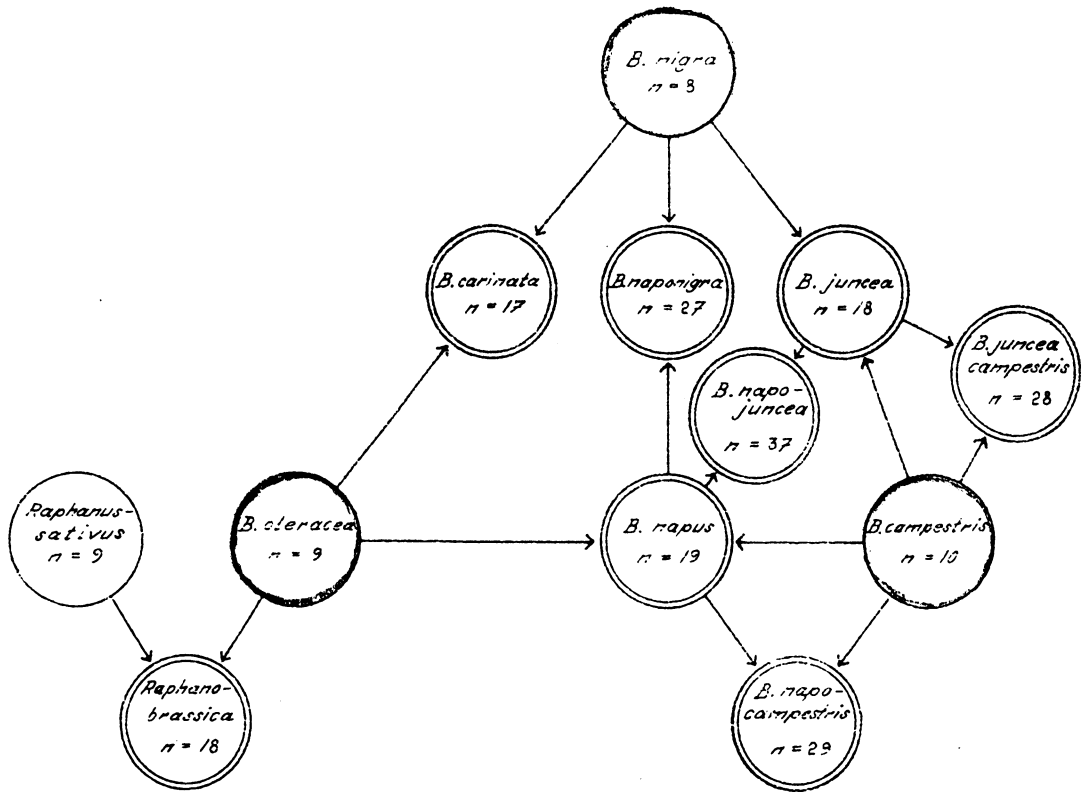 B. nigra
n = 8
B. carinata
n = 17
B. naponigra
n = 27
B. juncea
n = 18
B. juncea
campestris
n = 28
B. napo-
juncea
n = 37
Raphanus-
sativus
n = 9
B. oleracea
n = 9
B. napus
n = 19
B. campestris
n = 10
Raphano-
brassica
n = 18
B. napo-
campestris
n = 29